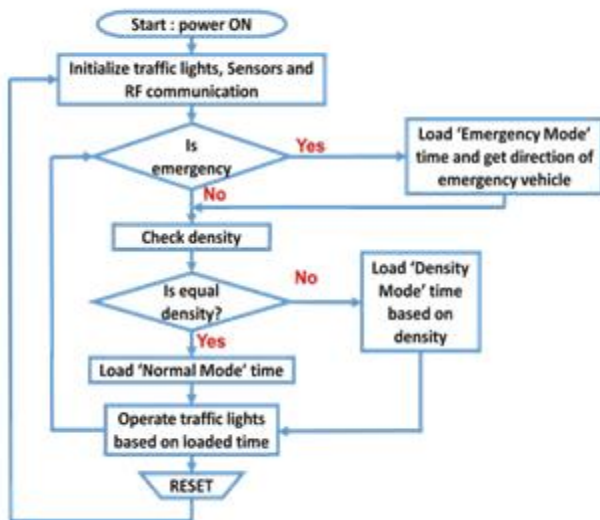 Start : power ON
Initialize traffic lights, Sensors and
RF communication
Is
emergency
Yes
Load ‘Emergency Mode’
time and get direction of
emergency vehicle
No
Check density
Is equal
density?
No
Load ‘Density
Mode’ time
based on
density
Yes
Load ‘Normal Mode’ time
Operate traffic lights
based on loaded time
RESET